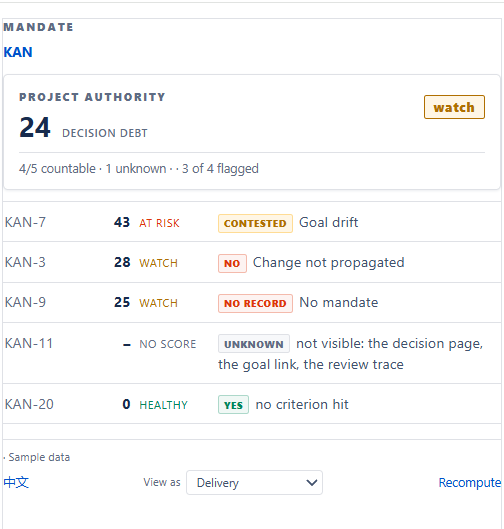 MANDATE
KAN
PROJECT AUTHORITY
24 DECISION DEBT
watch
4/5 countable · 1 unknown · · 3 of 4 flagged
KAN-7 43 AT RISK CONTESTED Goal drift
KAN-3 28 WATCH NO Change not propagated
KAN-9 25 WATCH NO RECORD No mandate
KAN-11 – NO SCORE UNKNOWN not visible: the decision page,
the goal link, the review trace
KAN-20 0 HEALTHY YES no criterion hit
· Sample data
中文 View as Delivery Recompute